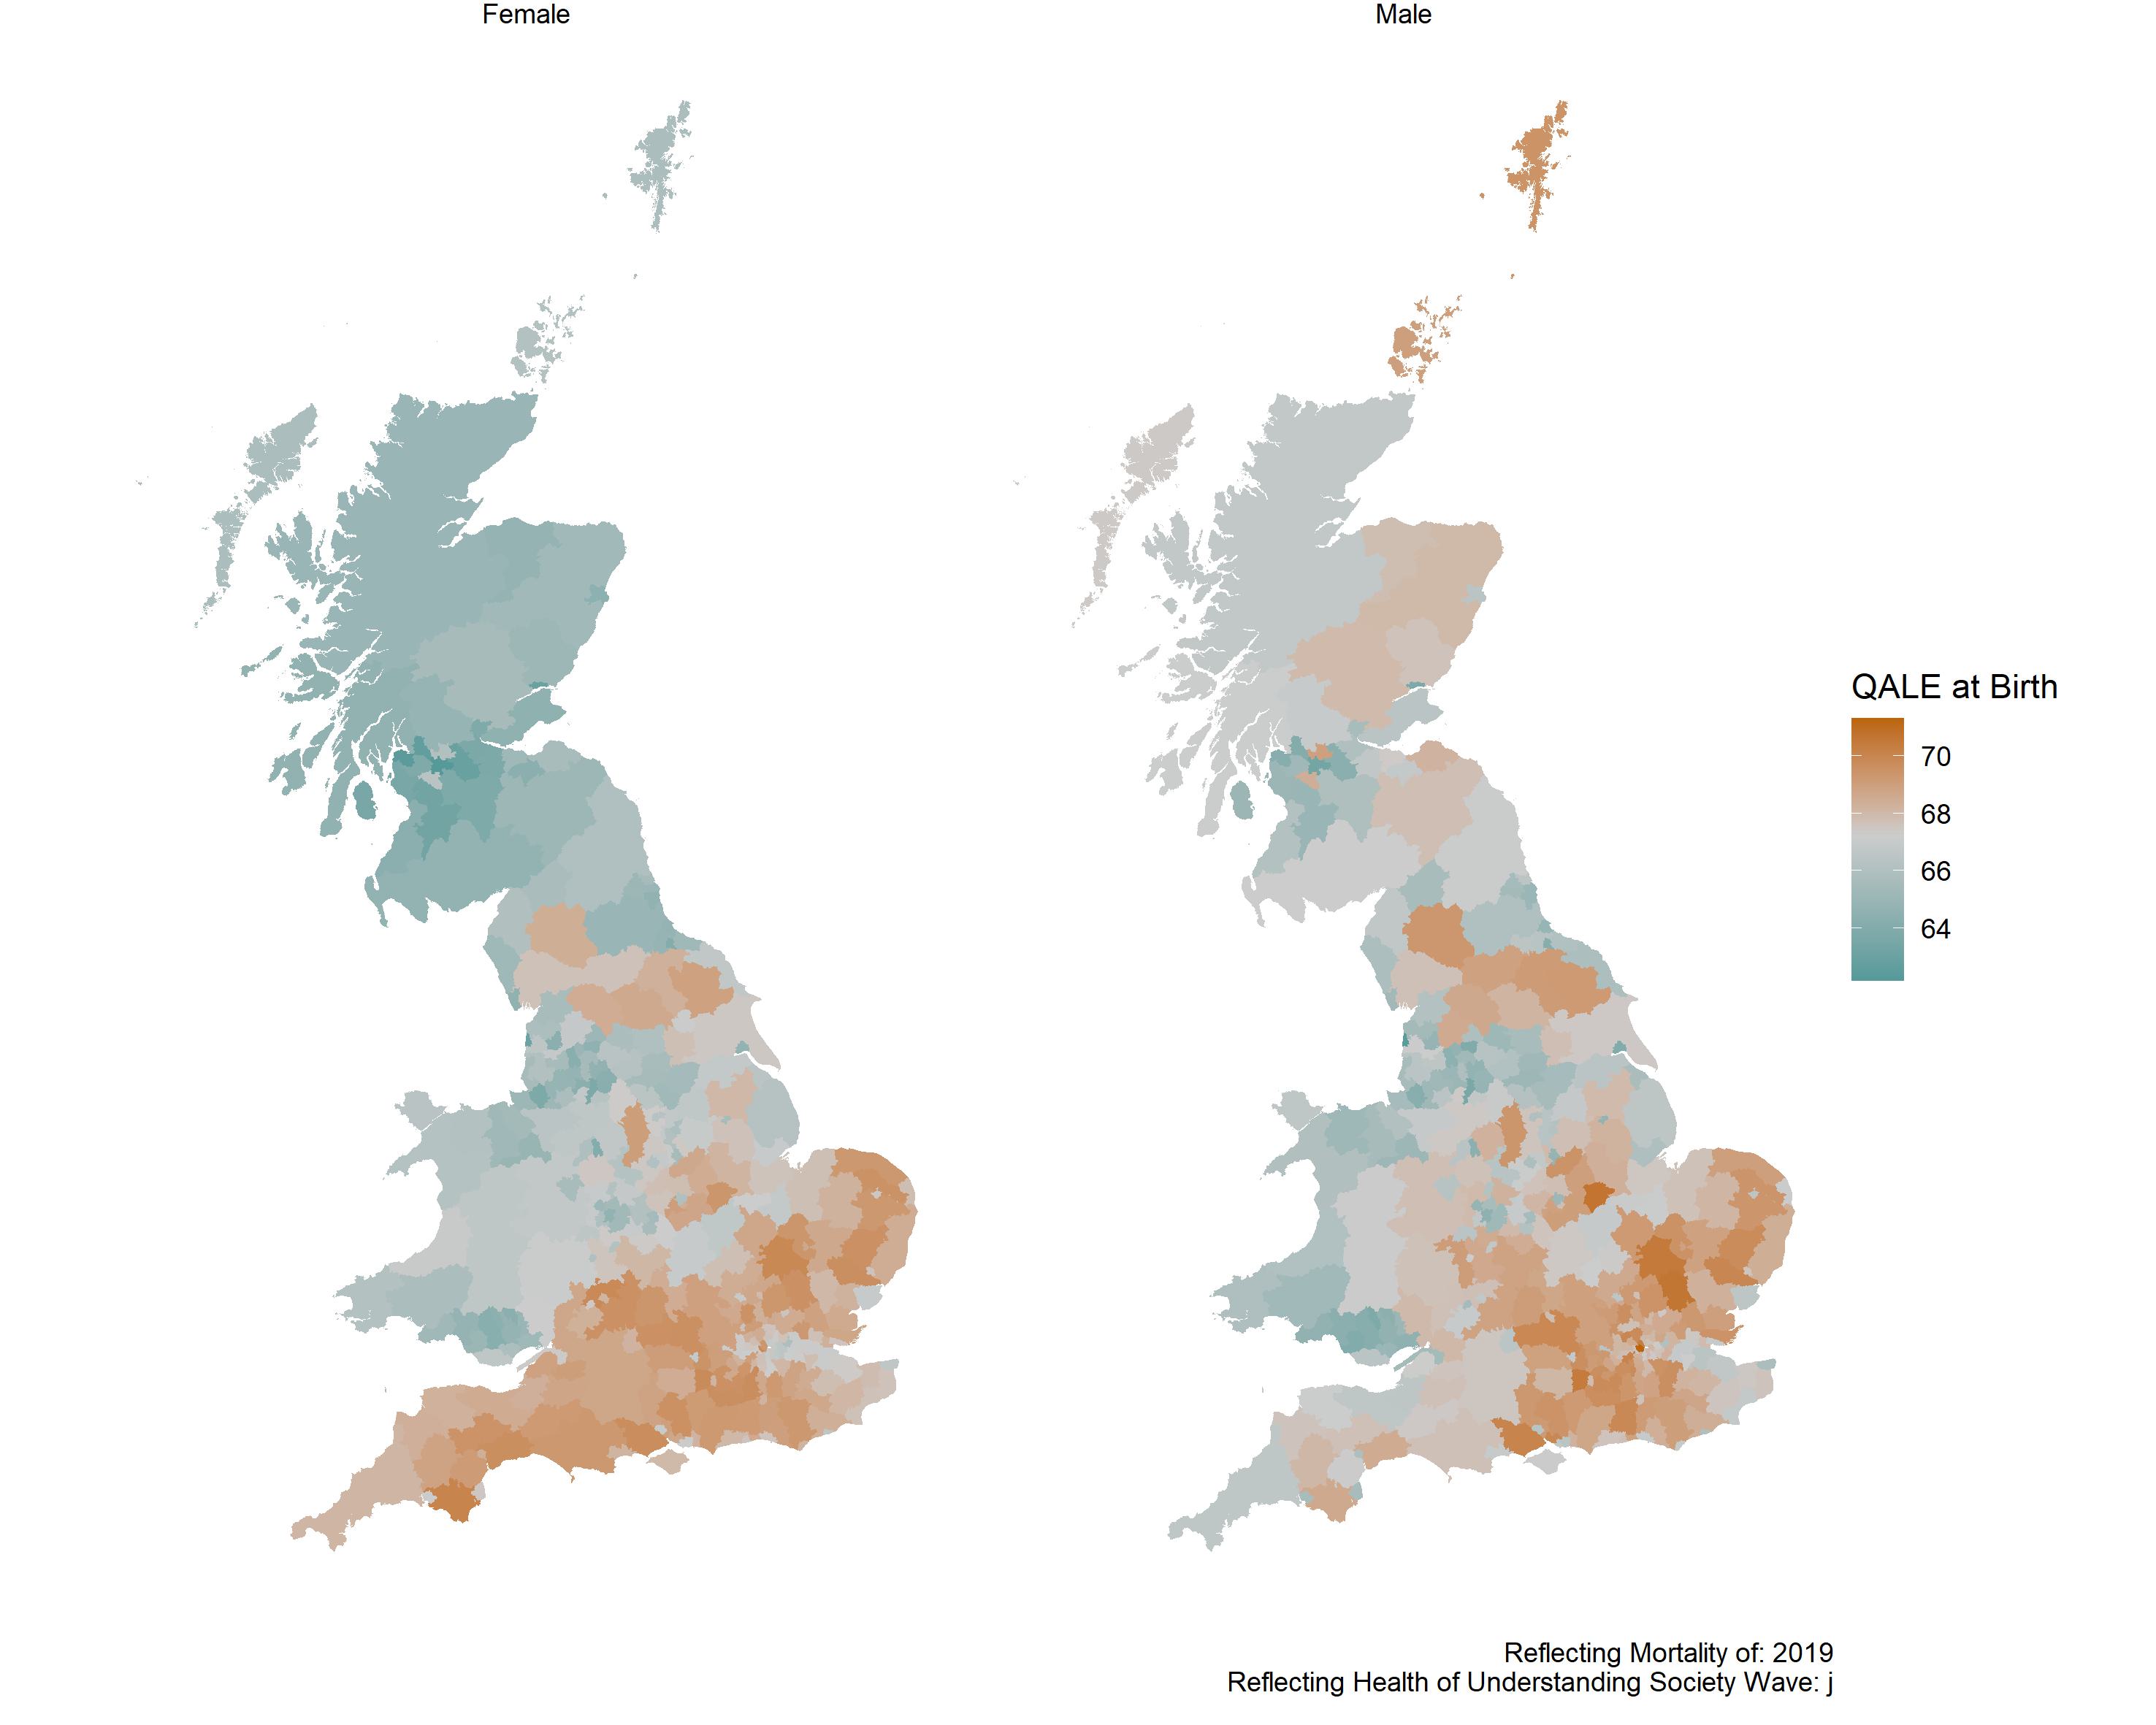 Female
Male
QALE at Birth
70
68
66
64
Reflecting Mortality of: 2019
Reflecting Health of Understanding Society Wave: j